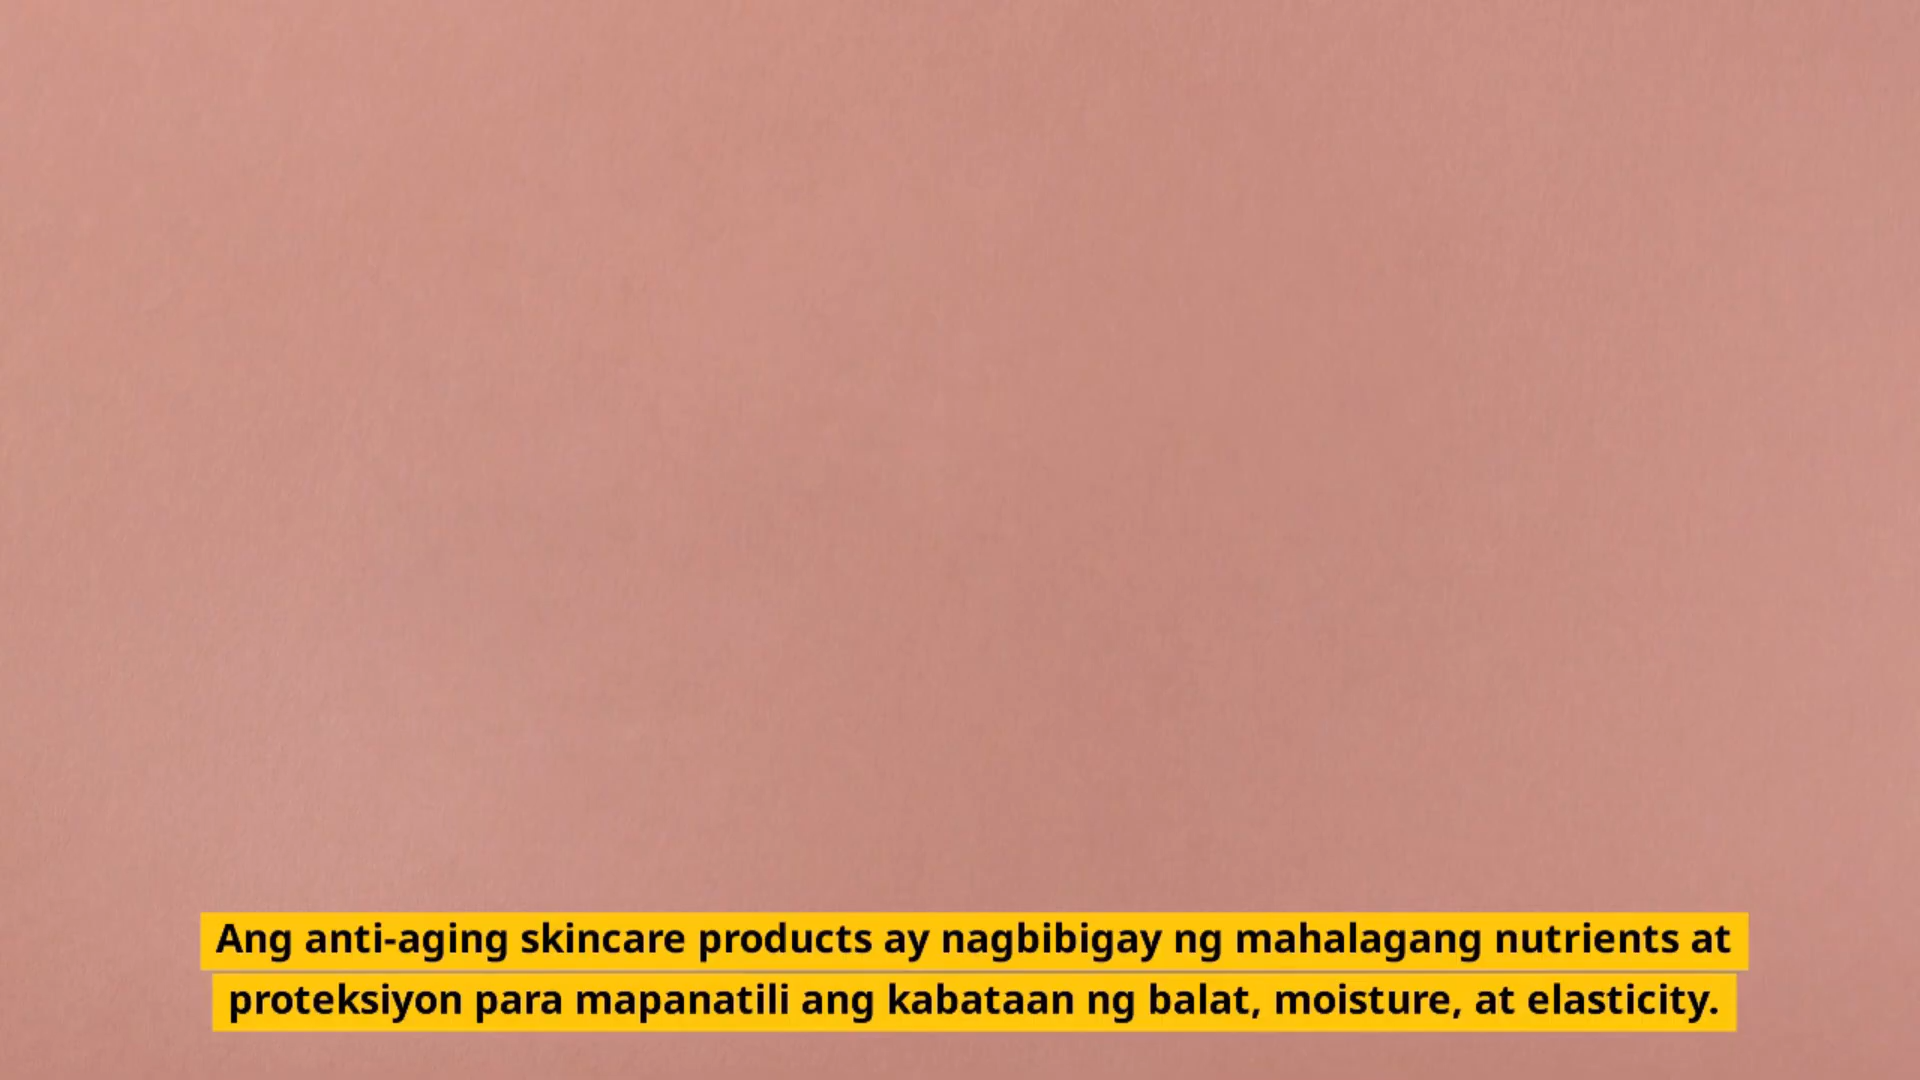 Ang anti-aging skincare products ay nagbibigay ng mahalagang nutrients at
proteksiyon para mapanatili ang kabataan ng balat, moisture, at elasticity.